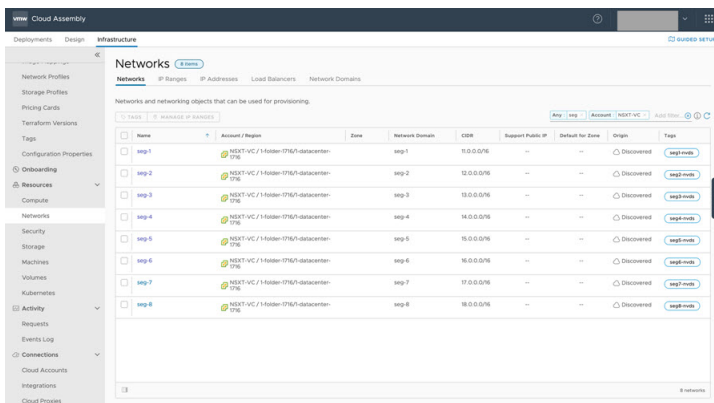 vmw Cloud Assembly
Deployments Design Infrastructure GUIDED SETUP
Network Profiles
Storage Profiles
Pricing Cards
Terraform Versions
Tags
Configuration Properties
Onboarding
Resources
Compute
Networks
Security
Storage
Machines
Volumes
Kubernetes
Activity
Requests
Events Log
Connections
Cloud Accounts
Integrations
Cloud Proxies
Networks 8 items
Networks IP Ranges IP Addresses Load Balancers Network Domains
Networks and networking objects that can be used for provisioning.
TAGS MANAGE IP RANGES Any : seg Account : NSXT-VC Add filter...
Name Account / Region Zone Network Domain CIDR Support Public IP Default for Zone Origin Tags
seg-1 NSXT-VC / 1-folder-1716/1-datacenter- seg-1 11.0.0.0/16 -- -- Discovered seg1-nvds
1716
seg-2 NSXT-VC / 1-folder-1716/1-datacenter- seg-2 12.0.0.0/16 -- -- Discovered seg2-nvds
1716
seg-3 NSXT-VC / 1-folder-1716/1-datacenter- seg-3 13.0.0.0/16 -- -- Discovered seg3-nvds
1716
seg-4 NSXT-VC / 1-folder-1716/1-datacenter- seg-4 14.0.0.0/16 -- -- Discovered seg4-nvds
1716
seg-5 NSXT-VC / 1-folder-1716/1-datacenter- seg-5 15.0.0.0/16 -- -- Discovered seg5-nvds
1716
seg-6 NSXT-VC / 1-folder-1716/1-datacenter- seg-6 16.0.0.0/16 -- -- Discovered seg6-nvds
1716
seg-7 NSXT-VC / 1-folder-1716/1-datacenter- seg-7 17.0.0.0/16 -- -- Discovered seg7-nvds
1716
seg-8 NSXT-VC / 1-folder-1716/1-datacenter- seg-8 18.0.0.0/16 -- -- Discovered seg8-nvds
1716
8 networks